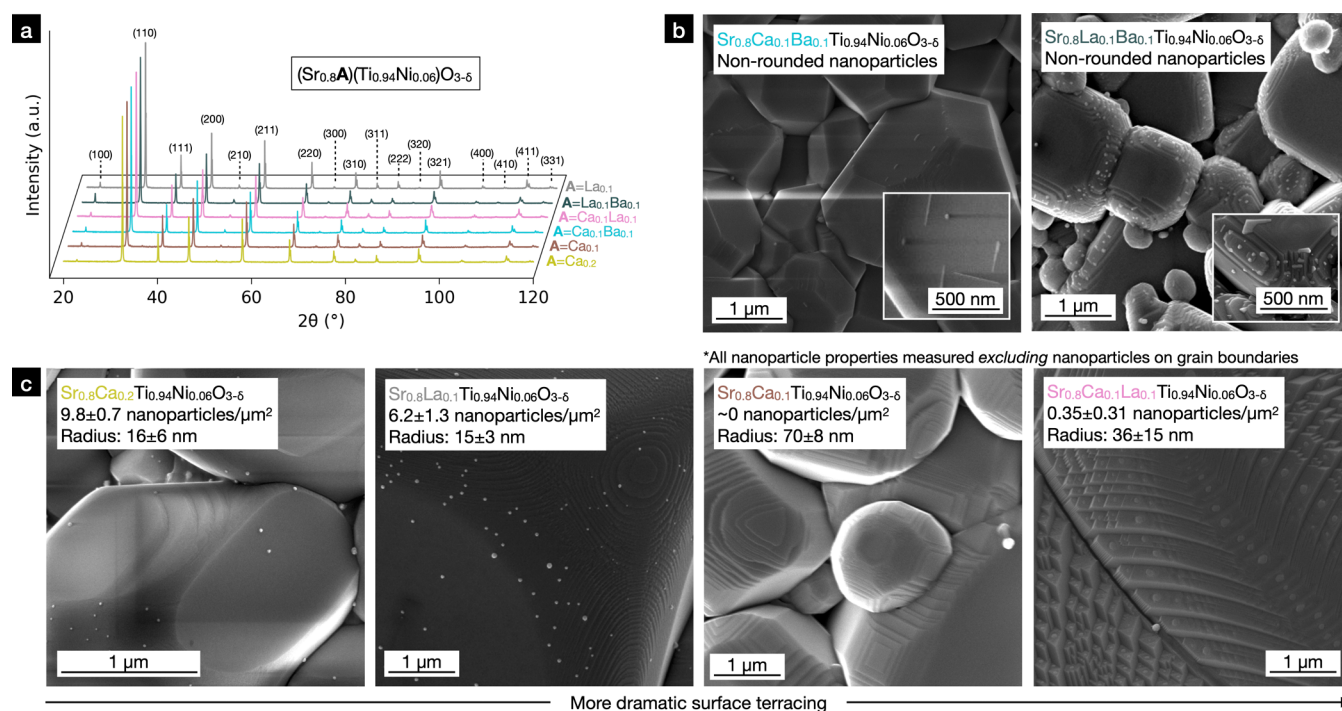 a
(Sr₀.₈A)(Ti₀.₉₄Ni₀.₀₆)O₃₋δ
Intensity (a.u.)
(100)
(110)
(111)
(200)
(210)
(211)
(220)
(300)
(310)
(311)
(222)
(320)
(321)
(400)
(410)
(411)
(331)
A=La₀.₁
A=La₀.₁Ba₀.₁
A=Ca₀.₁La₀.₁
A=Ca₀.₁Ba₀.₁
A=Ca₀.₁
A=Ca₀.₂
20 40 60 80 100 120
2θ (°)
b
Sr₀.₈Ca₀.₁Ba₀.₁Ti₀.₉₄Ni₀.₀₆O₃₋δ
Non-rounded nanoparticles
1 µm
500 nm
Sr₀.₈La₀.₁Ba₀.₁Ti₀.₉₄Ni₀.₀₆O₃₋δ
Non-rounded nanoparticles
1 µm
500 nm
*All nanoparticle properties measured excluding nanoparticles on grain boundaries
c
Sr₀.₈Ca₀.₂Ti₀.₉₄Ni₀.₀₆O₃₋δ
9.8±0.7 nanoparticles/µm²
Radius: 16±6 nm
1 µm
Sr₀.₈La₀.₁Ti₀.₉₄Ni₀.₀₆O₃₋δ
6.2±1.3 nanoparticles/µm²
Radius: 15±3 nm
1 µm
Sr₀.₈Ca₀.₁Ti₀.₉₄Ni₀.₀₆O₃₋δ
~0 nanoparticles/µm²
Radius: 70±8 nm
1 µm
Sr₀.₈Ca₀.₁La₀.₁Ti₀.₉₄Ni₀.₀₆O₃₋δ
0.35±0.31 nanoparticles/µm²
Radius: 36±15 nm
1 µm
More dramatic surface terracing